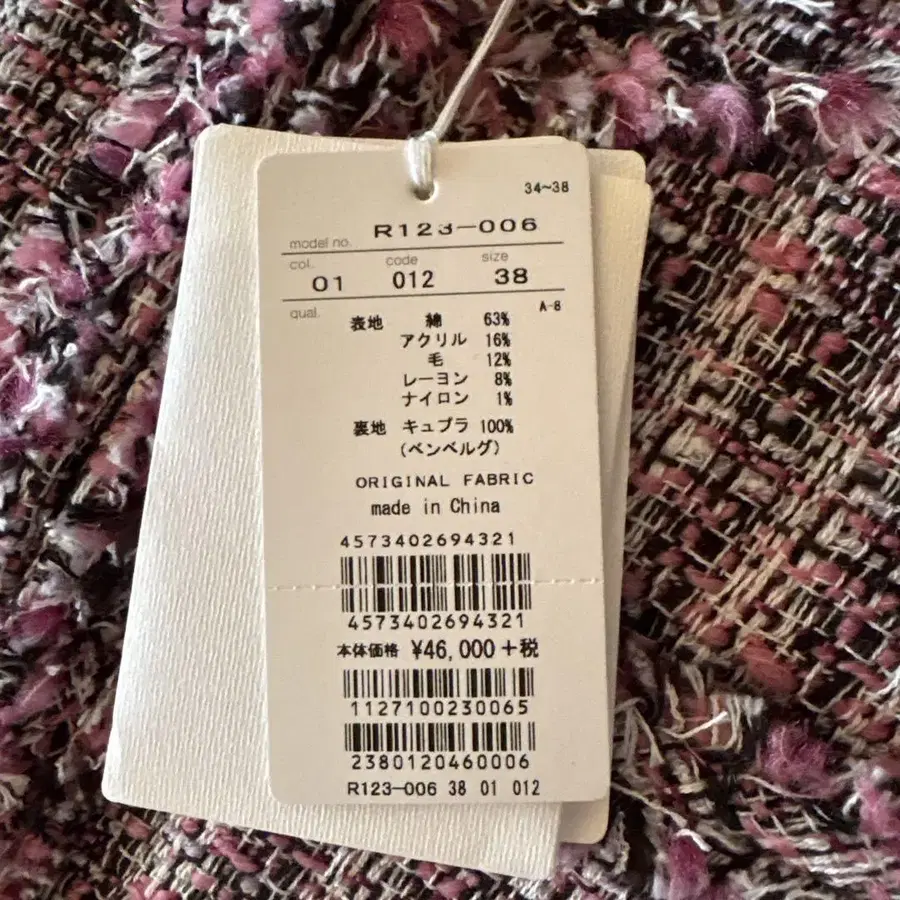 34~38
model no. R123-006
col. code size
01 012 38
A-8
qual. 表地 綿 63%
アクリル 16%
毛 12%
レーヨン 8%
ナイロン 1%
裏地 キュプラ 100%
(ベンベルグ)
ORIGINAL FABRIC
made in China
4573402694321
4573402694321
本体価格 ¥46,000+税
1127100230065
2380120460006
R123-006 38 01 012